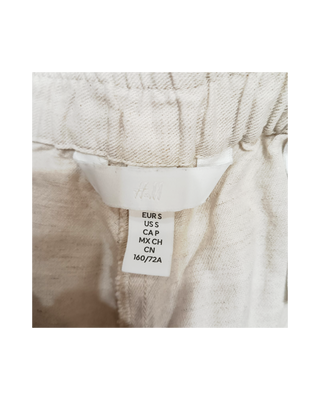 H&M
EUR S
US S
CA P
MX CH
CN
160/72A